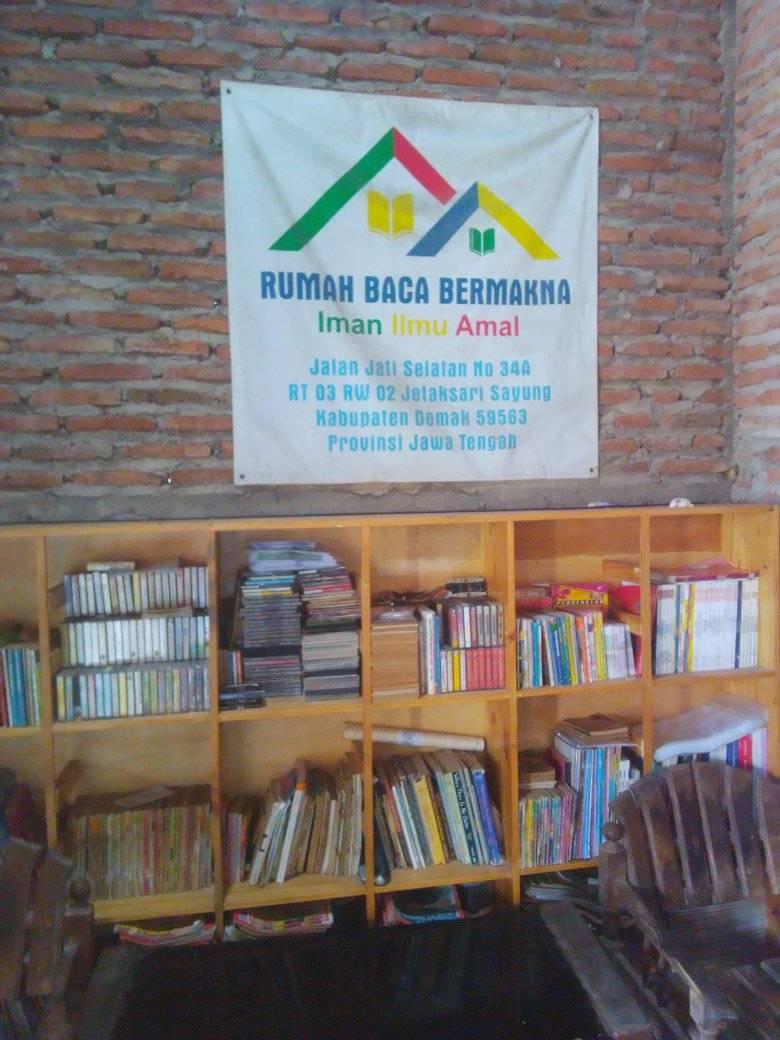 RUMAH BACA BERMAKNA
Iman Ilmu Amal
Jalan Jati Selatan No 34A
RT 03 RW 02 Jetaksari Sayung
Kabupaten Demak 59563
Provinsi Jawa Tengah